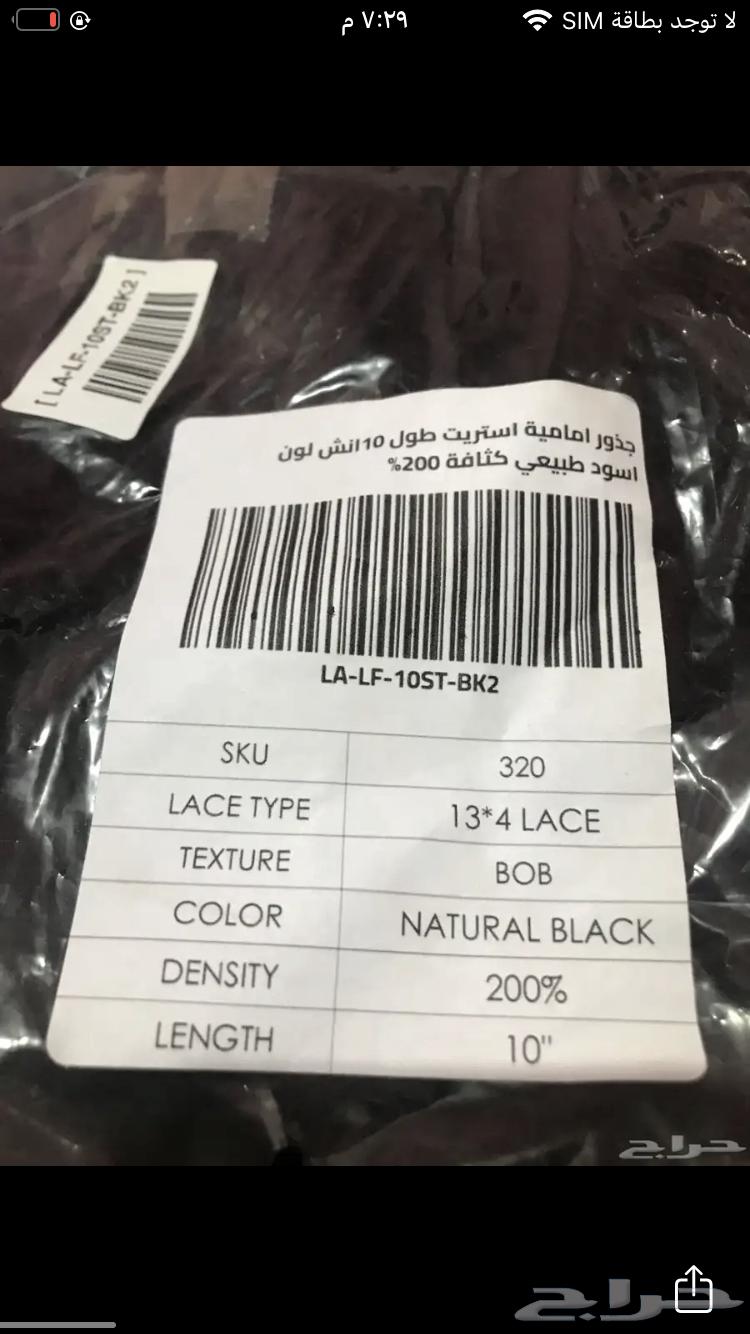 لا توجد بطاقة SIM
٧:٢٩ م
[ LA-LF-10ST-BK2 ]
جذور امامية استريت طول 10انش لون
اسود طبيعي كثافة 200%
LA-LF-10ST-BK2
SKU 320
LACE TYPE 13*4 LACE
TEXTURE BOB
COLOR NATURAL BLACK
DENSITY 200%
LENGTH 10"
حراج
حراج